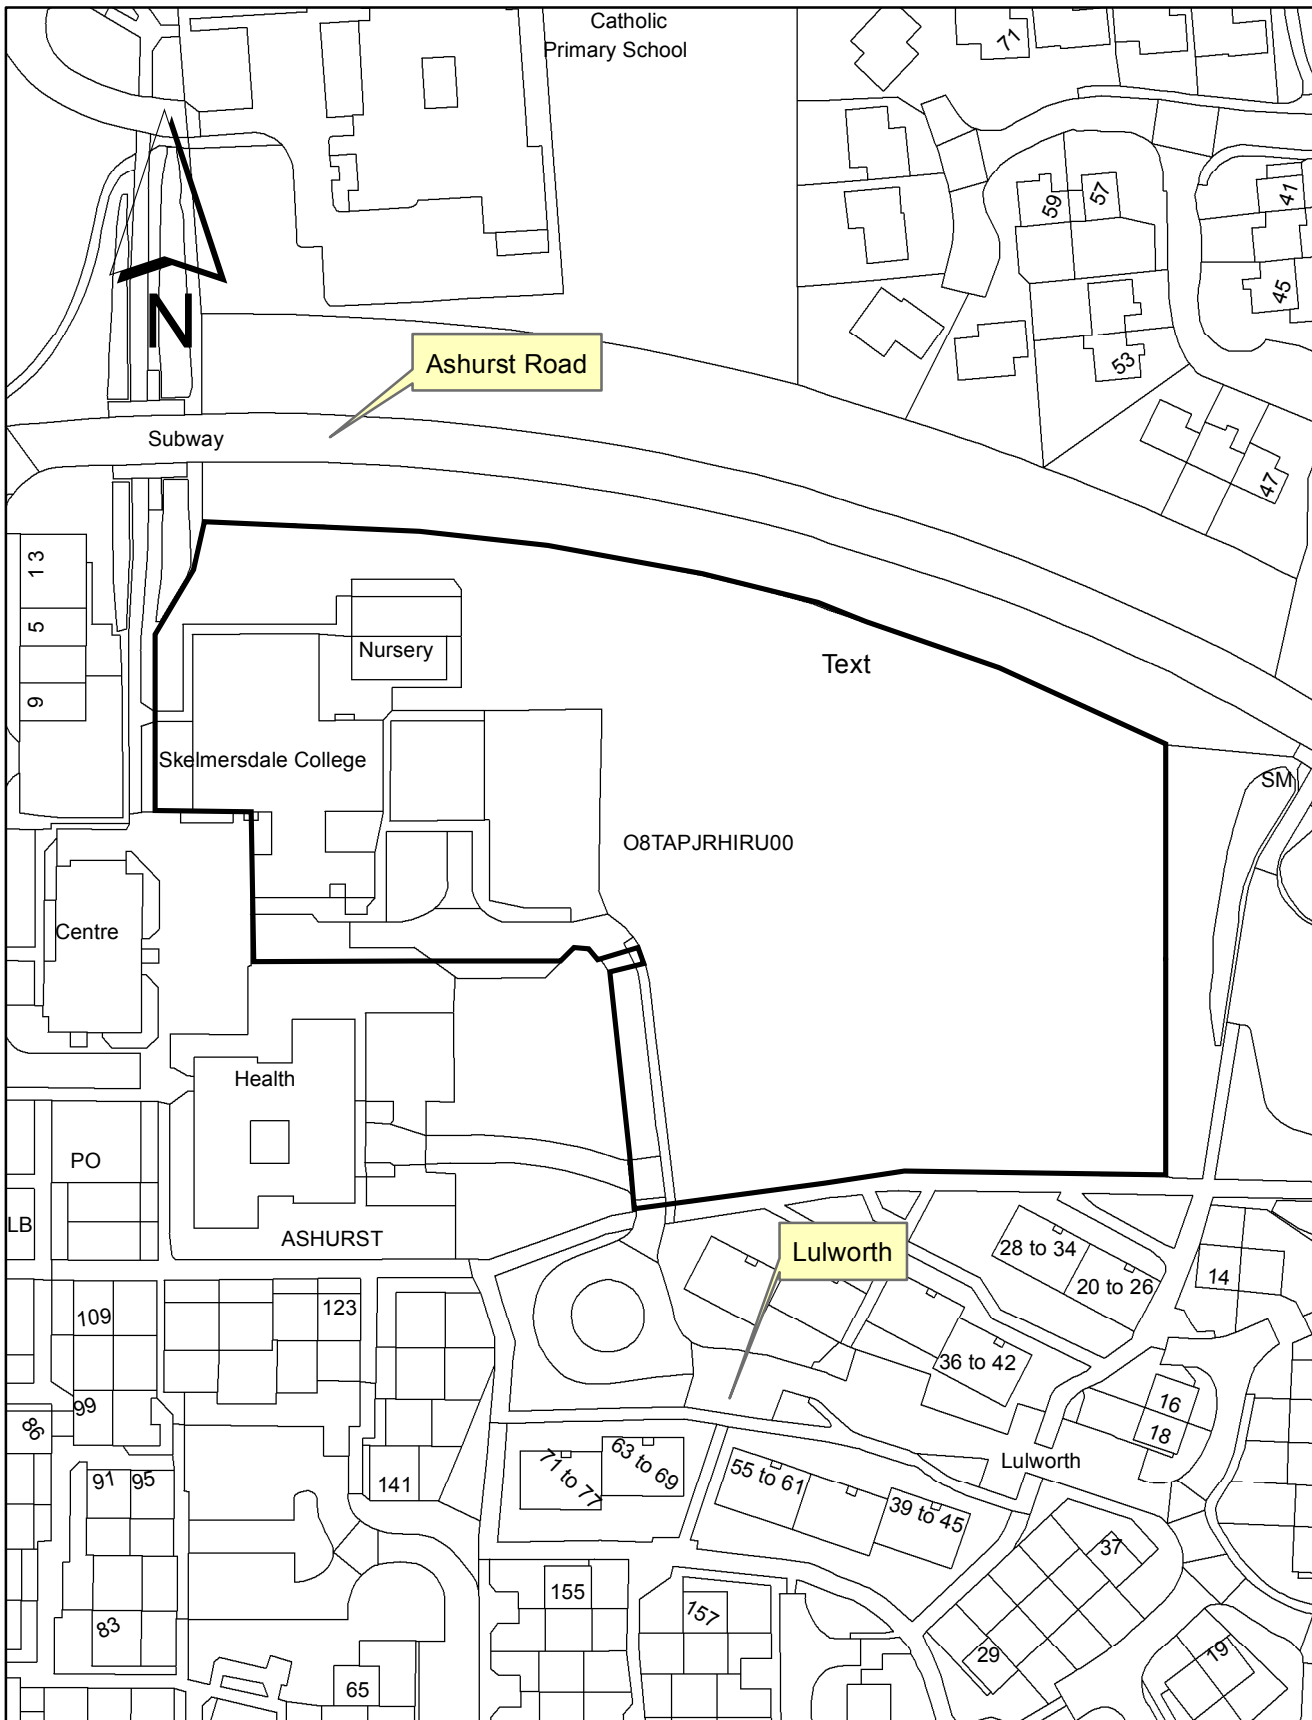 Catholic
Primary School
71
59
57
41
45
53
47
N
Ashurst Road
Subway
1 3
5
9
Nursery
Text
Skelmersdale College
SM
O8TAPJRHIRU00
Centre
Health
PO
LB
ASHURST
Lulworth
28 to 34
20 to 26
14
109
123
36 to 42
16
18
99
86
91
95
141
71 to 77
63 to 69
55 to 61
39 to 45
Lulworth
37
155
157
83
29
19
65